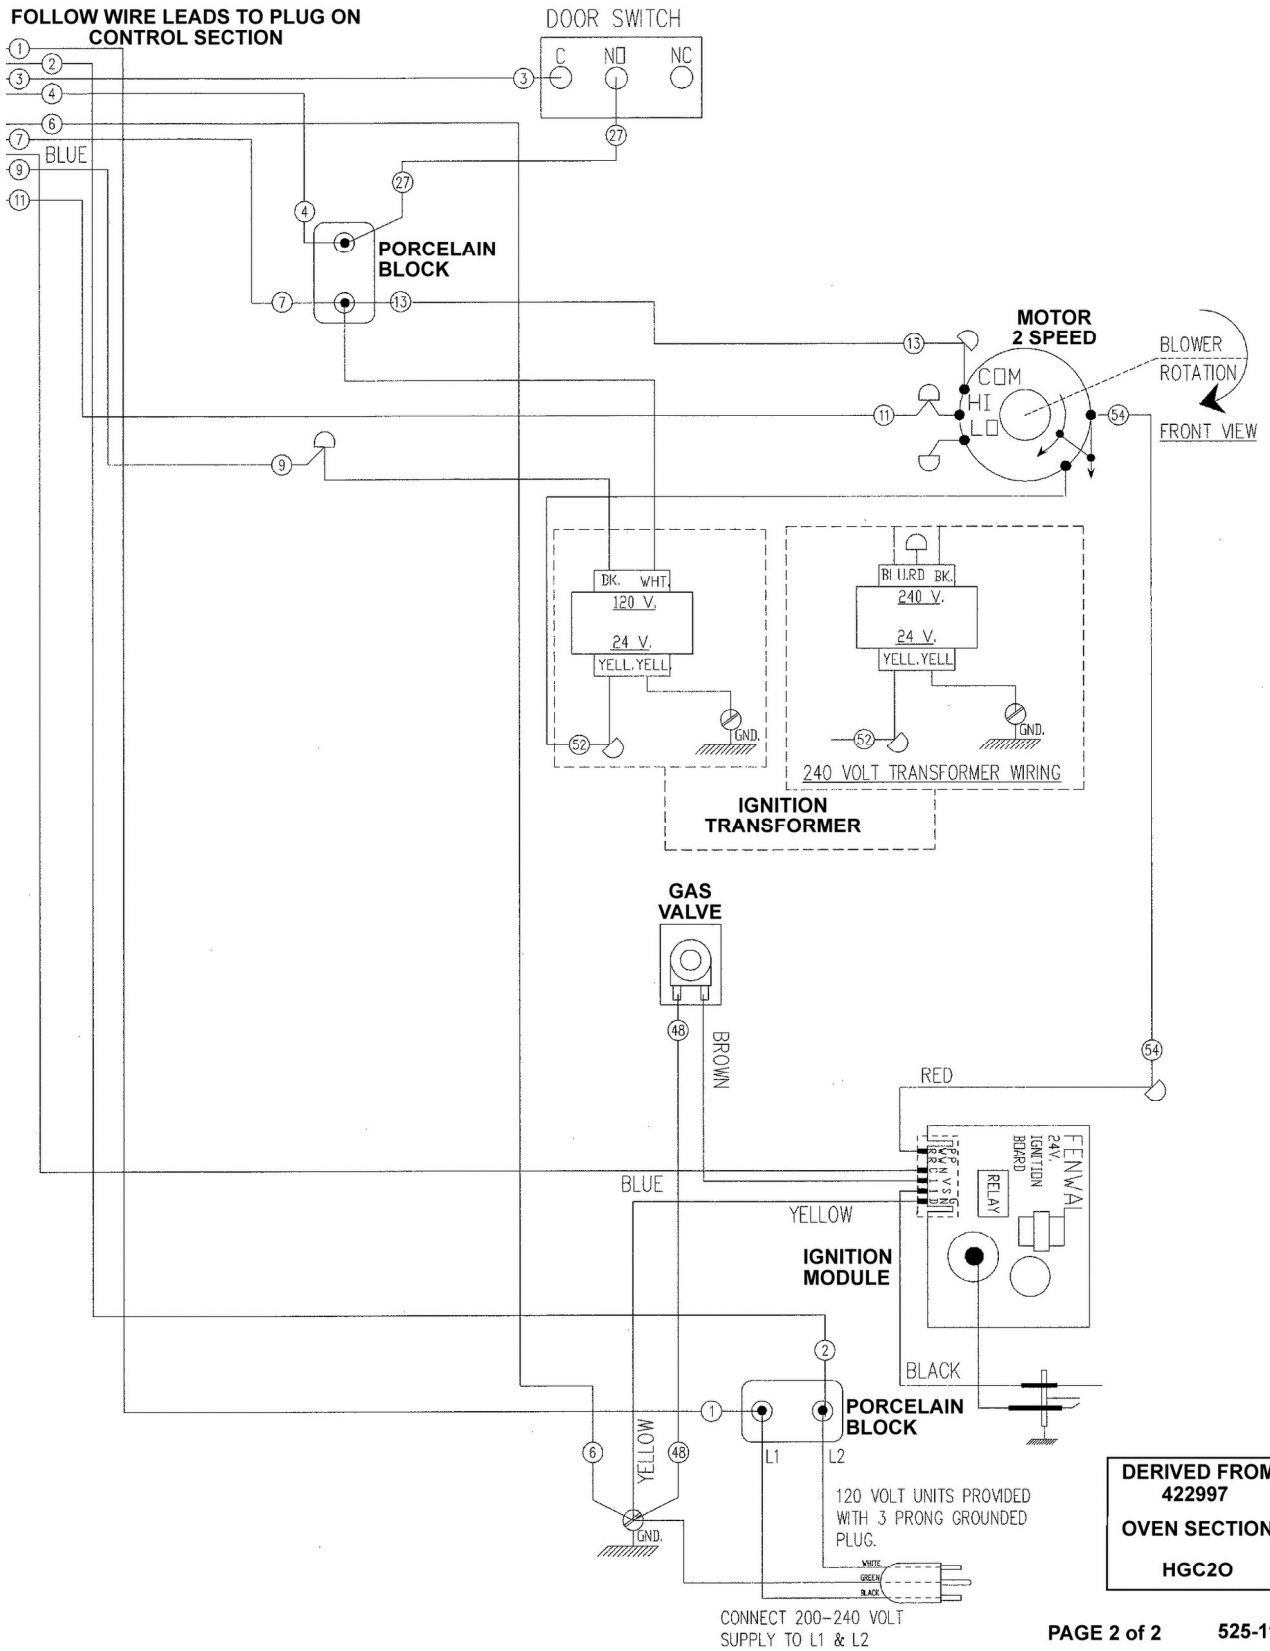 FOLLOW WIRE LEADS TO PLUG ON
CONTROL SECTION
1
2
3
4
6
7
BLUE
9
11
DOOR SWITCH
C NO NC
3
27
27
4
PORCELAIN
BLOCK
7
13
13
MOTOR
2 SPEED
COM
HI
LO
11
54
BLOWER
ROTATION
FRONT VIEW
9
BK. WHT.
120 V.
24 V.
YELL. YELL.
GND.
52
BLU.RD BK.
240 V.
24 V.
YELL. YELL
GND.
52
240 VOLT TRANSFORMER WIRING
IGNITION
TRANSFORMER
GAS
VALVE
48
BROWN
54
RED
FENWAL
24V.
IGNITION
BOARD
RELAY
BLUE
YELLOW
IGNITION
MODULE
2
BLACK
1
PORCELAIN
BLOCK
L1 L2
6
YELLOW
48
GND.
120 VOLT UNITS PROVIDED
WITH 3 PRONG GROUNDED
PLUG.
WHITE
GREEN
BLACK
CONNECT 200-240 VOLT
SUPPLY TO L1 & L2
DERIVED FROM
422997
OVEN SECTION
HGC2O
PAGE 2 of 2